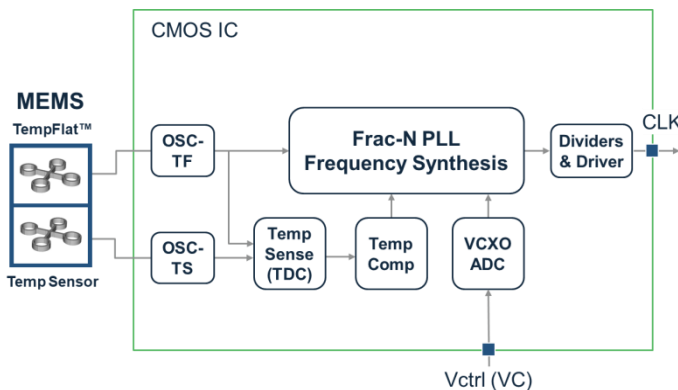 CMOS IC
MEMS
TempFlat™
Temp Sensor
OSC-
TF
OSC-
TS
Temp
Sense
(TDC)
Temp
Comp
Frac-N PLL
Frequency Synthesis
VCXO
ADC
Dividers
& Driver
CLK
Vctrl (VC)